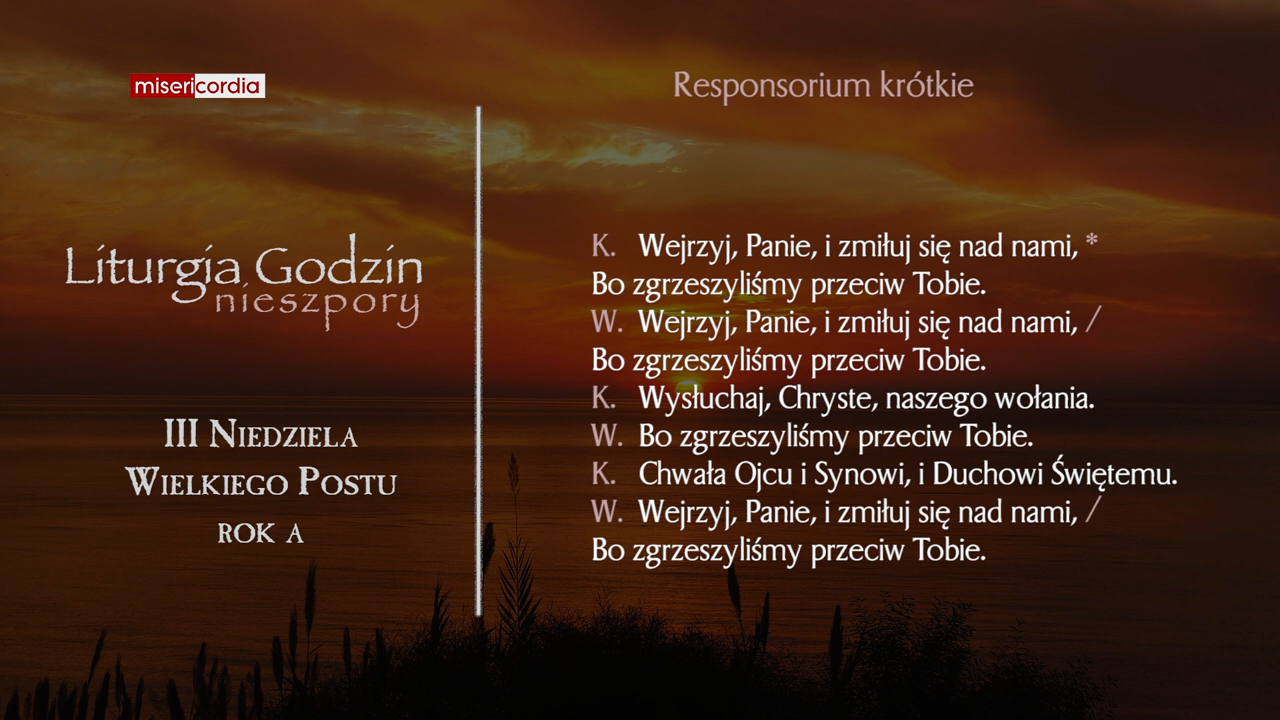 misericordia
Liturgia Godzin
nieszpory
III Niedziela
Wielkiego Postu
rok a
Responsorium krótkie
K. Wejrzyj, Panie, i zmiłuj się nad nami, *
Bo zgrzeszyliśmy przeciw Tobie.
W. Wejrzyj, Panie, i zmiłuj się nad nami, /
Bo zgrzeszyliśmy przeciw Tobie.
K. Wysłuchaj, Chryste, naszego wołania.
W. Bo zgrzeszyliśmy przeciw Tobie.
K. Chwała Ojcu i Synowi, i Duchowi Świętemu.
W. Wejrzyj, Panie, i zmiłuj się nad nami, /
Bo zgrzeszyliśmy przeciw Tobie.